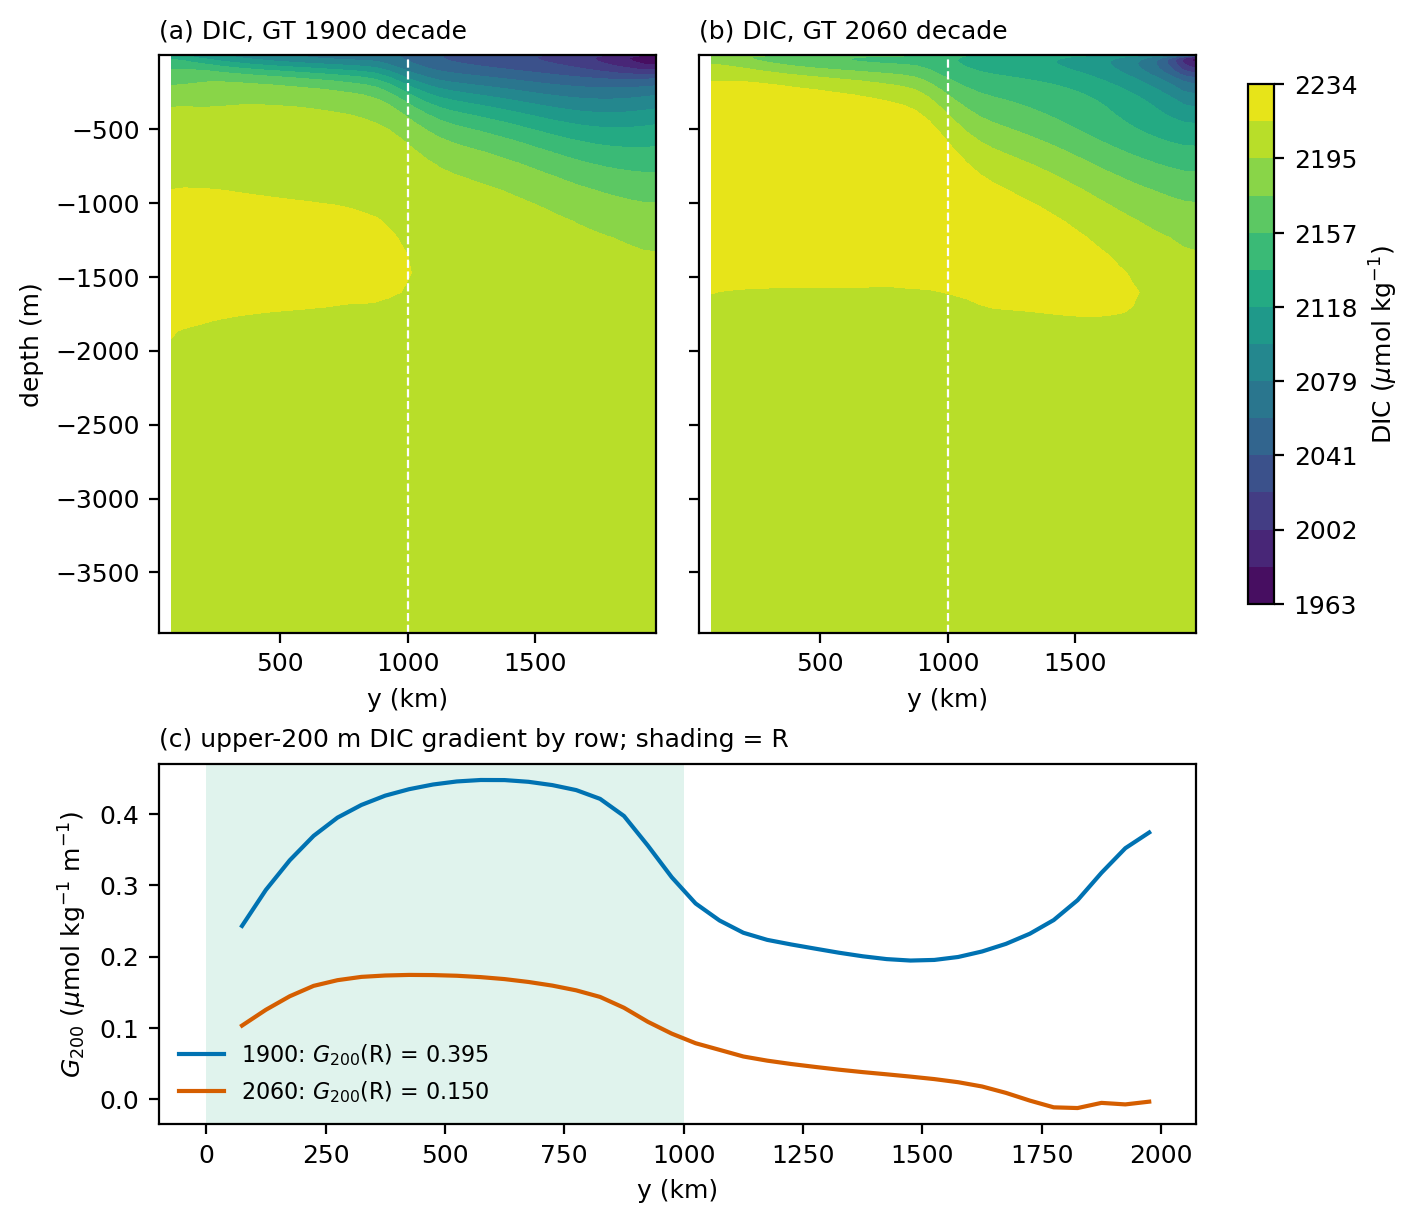 (a) DIC, GT 1900 decade
(b) DIC, GT 2060 decade
−500
−1000
−1500
−2000
−2500
−3000
−3500
depth (m)
500 1000 1500
y (km)
500 1000 1500
y (km)
2234
2195
2157
2118
2079
2041
2002
1963
DIC (μmol kg⁻¹)
(c) upper-200 m DIC gradient by row; shading = R
0.4
0.3
0.2
0.1
0.0
G₂₀₀ (μmol kg⁻¹ m⁻¹)
1900: G₂₀₀(R) = 0.395
2060: G₂₀₀(R) = 0.150
0 250 500 750 1000 1250 1500 1750 2000
y (km)